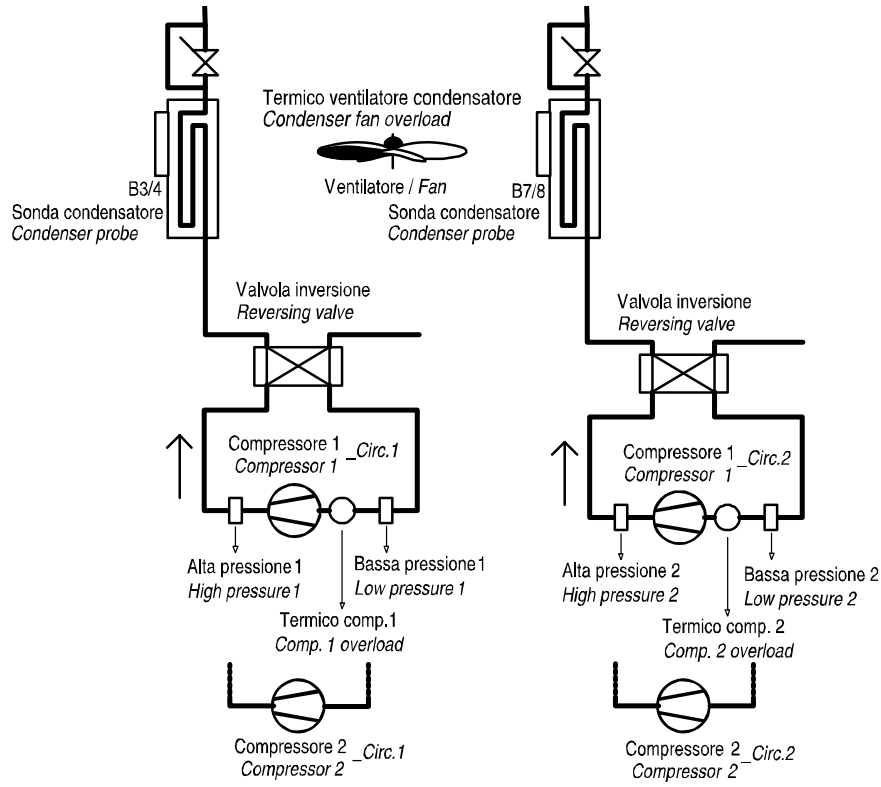 Termico ventilatore condensatore
Condenser fan overload
Ventilatore / Fan
B3/4
Sonda condensatore
Condenser probe
B7/8
Sonda condensatore
Condenser probe
Valvola inversione
Reversing valve
Valvola inversione
Reversing valve
Compressore 1 _Circ.1
Compressor 1
Compressore 1 _Circ.2
Compressor 1
Alta pressione 1
High pressure 1
Bassa pressione 1
Low pressure 1
Alta pressione 2
High pressure 2
Bassa pressione 2
Low pressure 2
Termico comp.1
Comp. 1 overload
Termico comp. 2
Comp. 2 overload
Compressore 2 _Circ.1
Compressor 2
Compressore 2 _Circ.2
Compressor 2